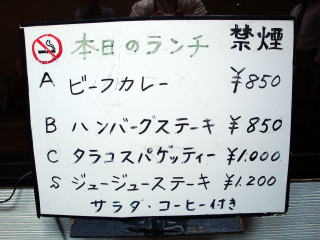 本日のランチ 禁煙
A ビーフカレー ¥850
B ハンバーグステーキ ¥850
C タラコスパゲッティー ¥1.000
S ジュージューステーキ ¥1.200
サラダ・コーヒー付き